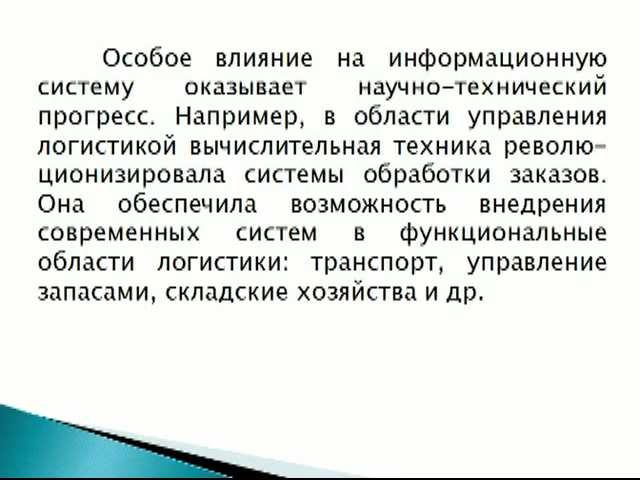 Особое влияние на информационную
систему оказывает научно-технический
прогресс. Например, в области управления
логистикой вычислительная техника револю-
ционизировала системы обработки заказов.
Она обеспечила возможность внедрения
современных систем в функциональные
области логистики: транспорт, управление
запасами, складские хозяйства и др.